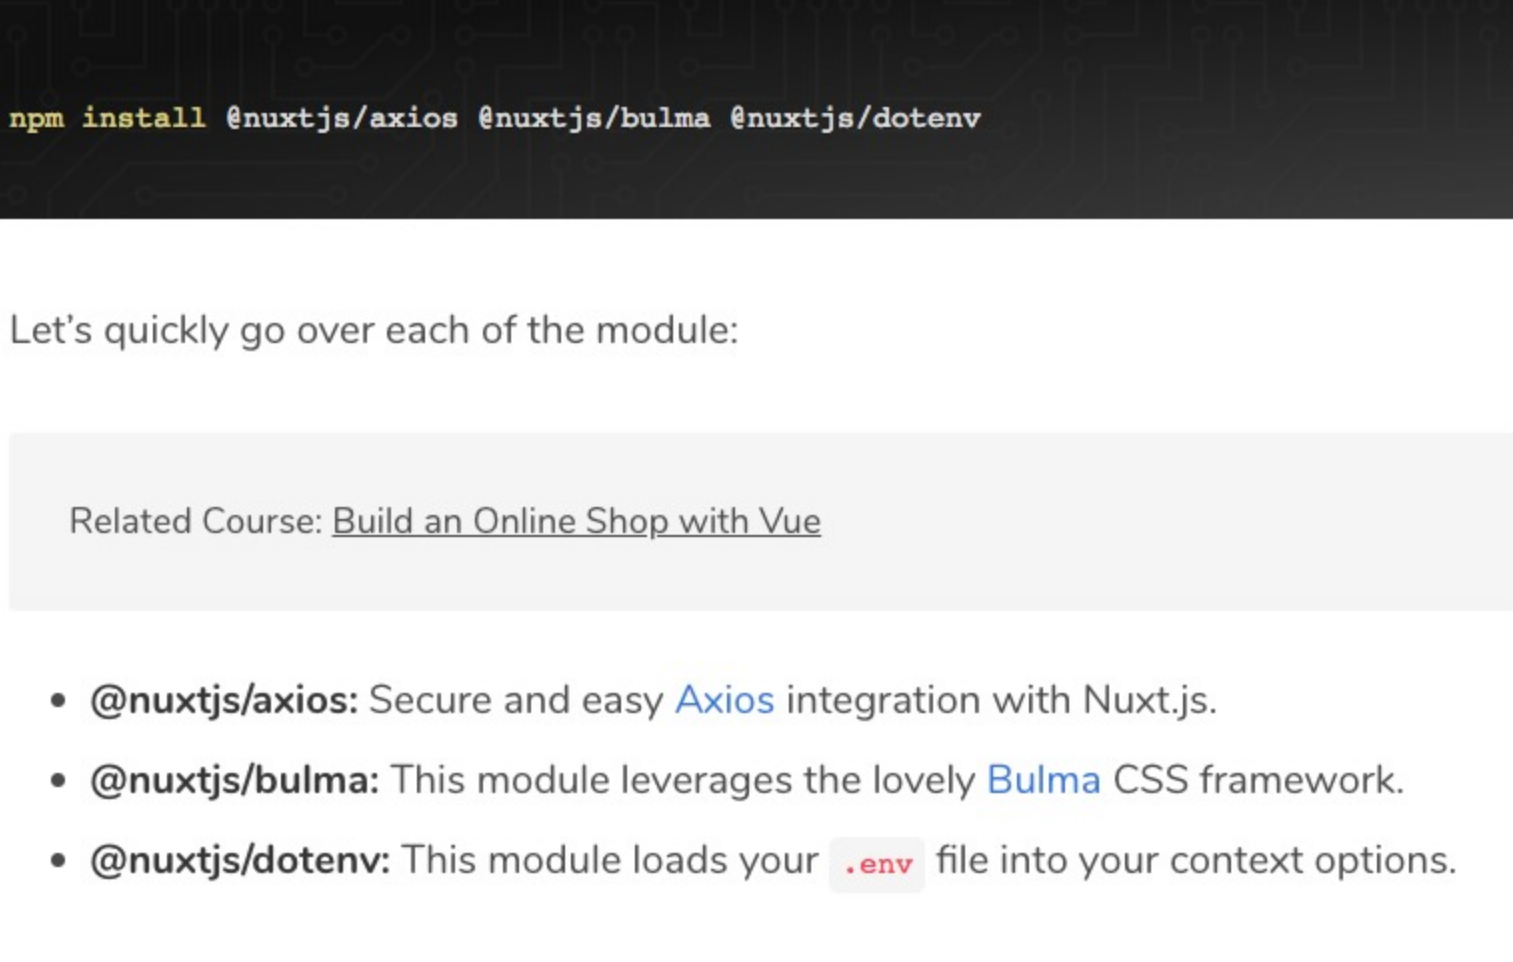 npm install @nuxtjs/axios @nuxtjs/bulma @nuxtjs/dotenv
Let’s quickly go over each of the module:
Related Course: Build an Online Shop with Vue
• @nuxtjs/axios: Secure and easy Axios integration with Nuxt.js.
• @nuxtjs/bulma: This module leverages the lovely Bulma CSS framework.
• @nuxtjs/dotenv: This module loads your .env file into your context options.